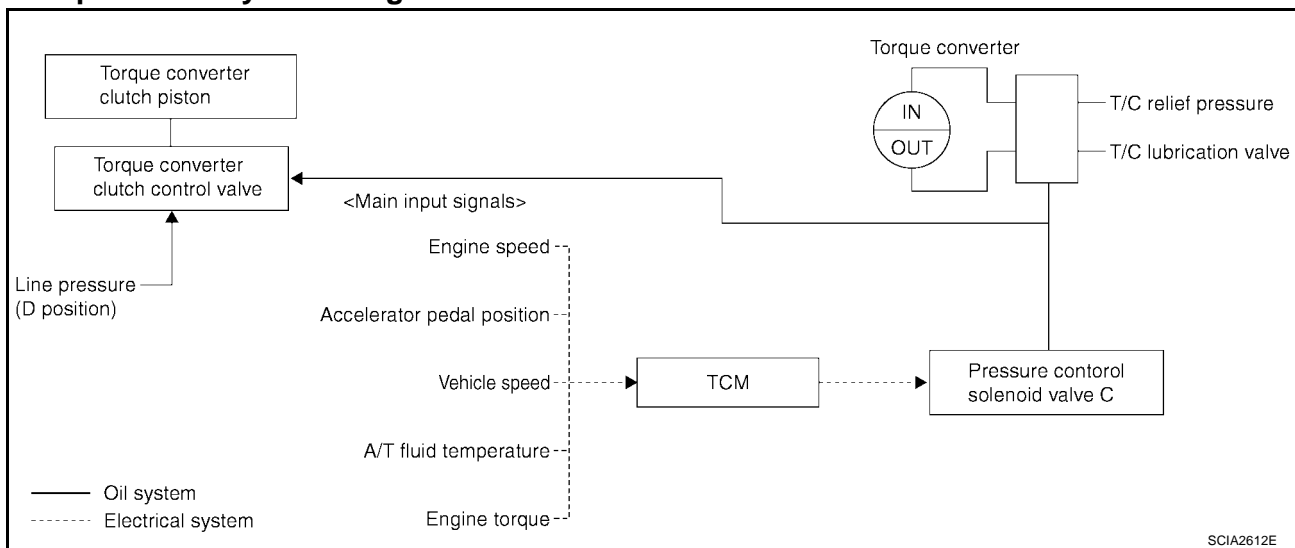 Torque converter
clutch piston
Torque converter
clutch control valve
Line pressure
(D position)
<Main input signals>
Engine speed
Accelerator pedal position
Vehicle speed
A/T fluid temperature
Engine torque
TCM
Pressure contorol
solenoid valve C
Torque converter
IN
OUT
T/C relief pressure
T/C lubrication valve
Oil system
Electrical system
SCIA2612E